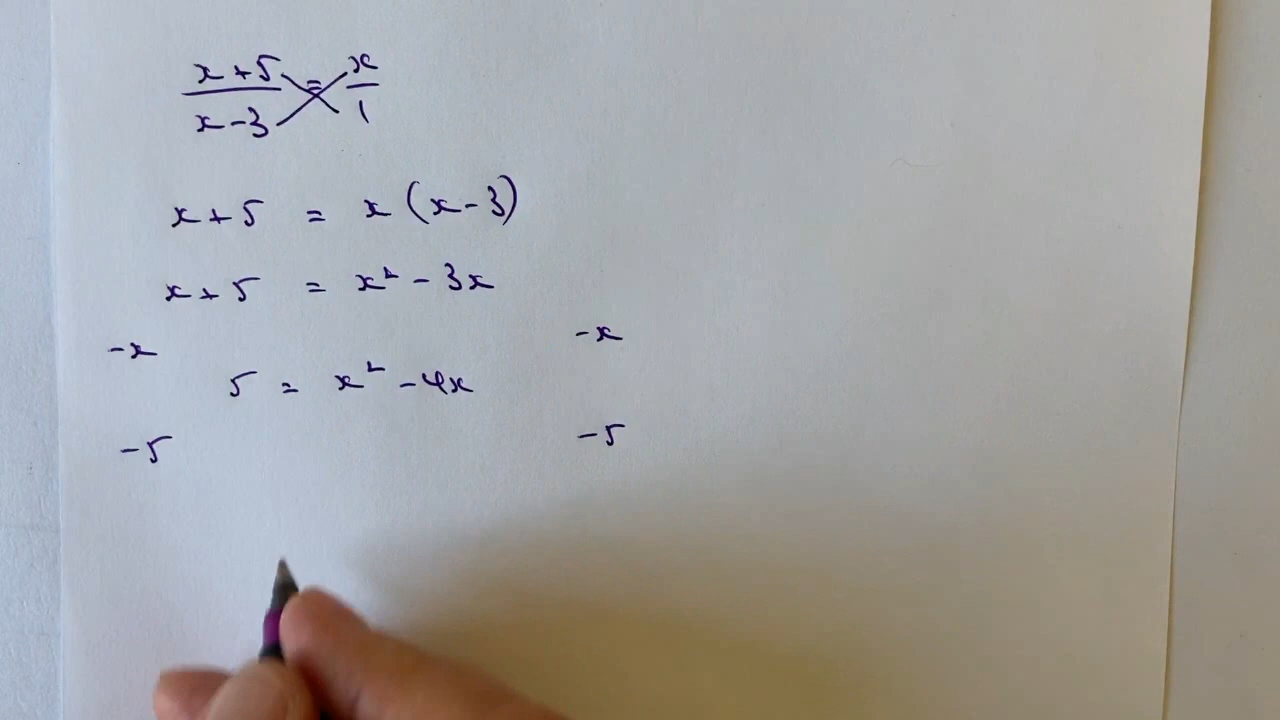 x+5 = x
x-3 1
x+5 = x(x-3)
x+5 = x² - 3x
-x -x
5 = x² - 4x
-5 -5